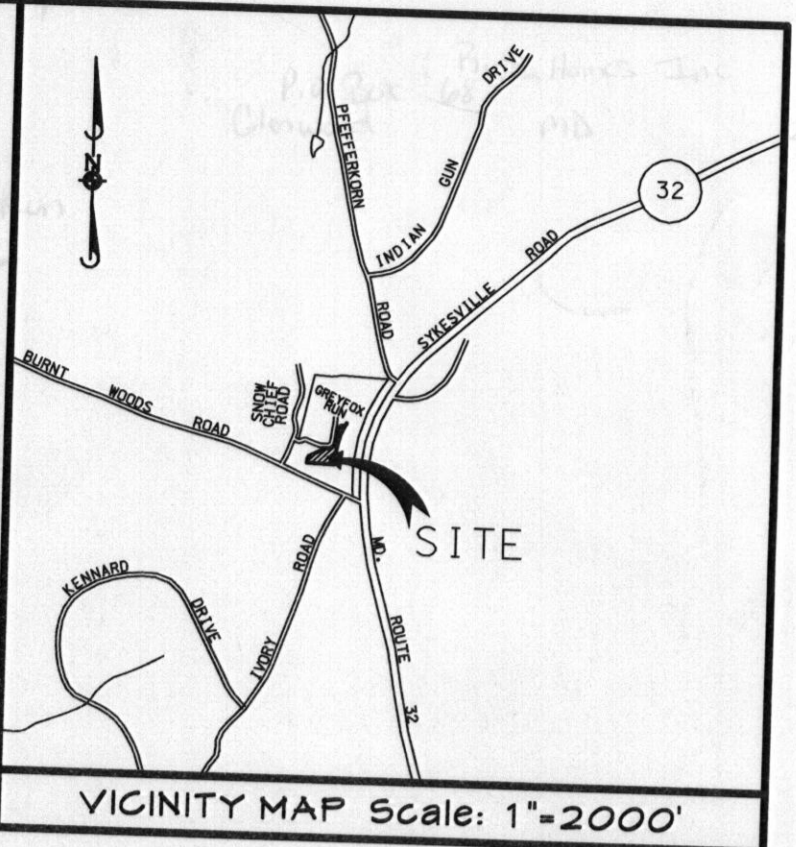 P.O. Box 68
Inc
Glenwood MD
N
PFEFFERKORN ROAD
INDIAN GUN DRIVE
SYKESVILLE ROAD
32
BURNT WOODS ROAD
SNOW
CHIEF
ROAD
GREYFOX
RUN
SITE
MD. ROUTE 32
IVORY ROAD
KENNARD DRIVE
VICINITY MAP Scale: 1"=2000'